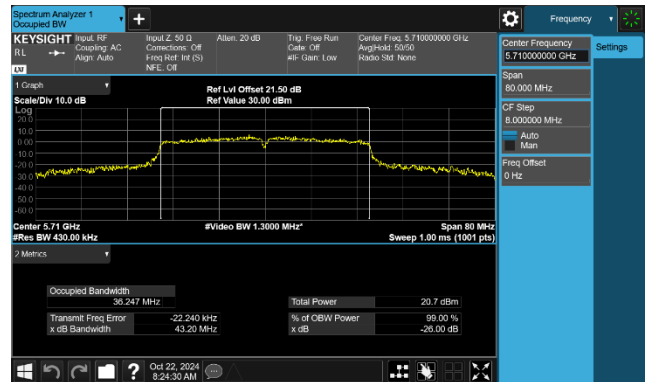 Spectrum Analyzer 1
Occupied BW
+
Frequency
KEYSIGHT
RL
Input: RF
Coupling: AC
Align: Auto
Input Z: 50 Ω
Corrections: Off
Freq Ref: Int (S)
NFE: Off
Atten: 20 dB
Trig: Free Run
Gate: Off
#IF Gain: Low
Center Freq: 5.710000000 GHz
Avg|Hold: 50/50
Radio Std: None
LXI
1 Graph
Scale/Div 10.0 dB
Ref Lvl Offset 21.50 dB
Ref Value 30.00 dBm
Log
20.0
10.0
0.00
-10.0
-20.0
-30.0
-40.0
-50.0
-60.0
Center 5.71 GHz
#Res BW 430.00 kHz
#Video BW 1.3000 MHz*
Span 80 MHz
Sweep 1.00 ms (1001 pts)
2 Metrics
Occupied Bandwidth
36.247 MHz
Total Power
20.7 dBm
Transmit Freq Error
-22.240 kHz
% of OBW Power
99.00 %
x dB Bandwidth
43.20 MHz
x dB
-26.00 dB
?
Oct 22, 2024
8:24:30 AM
Center Frequency
5.710000000 GHz
Settings
Span
80.000 MHz
CF Step
8.000000 MHz
Auto
Man
Freq Offset
0 Hz